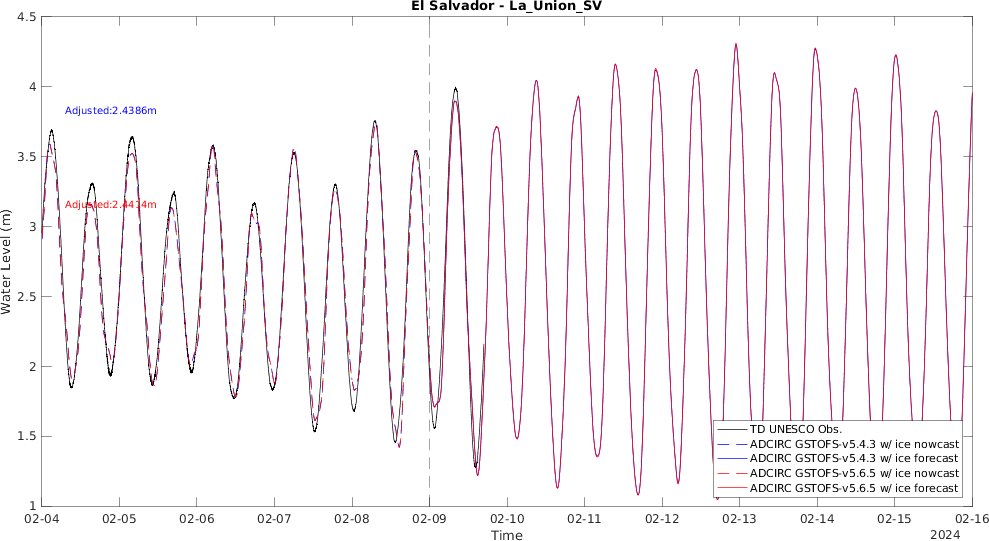 El Salvador - La_Union_SV
4.5
4
3.5
3
2.5
2
1.5
1
Water Level (m)
Adjusted:2.4386m
Adjusted:2.4414m
TD UNESCO Obs.
ADCIRC GSTOFS-v5.4.3 w/ ice nowcast
ADCIRC GSTOFS-v5.4.3 w/ ice forecast
ADCIRC GSTOFS-v5.6.5 w/ ice nowcast
ADCIRC GSTOFS-v5.6.5 w/ ice forecast
02-04 02-05 02-06 02-07 02-08 02-09 02-10 02-11 02-12 02-13 02-14 02-15 02-16
Time
2024